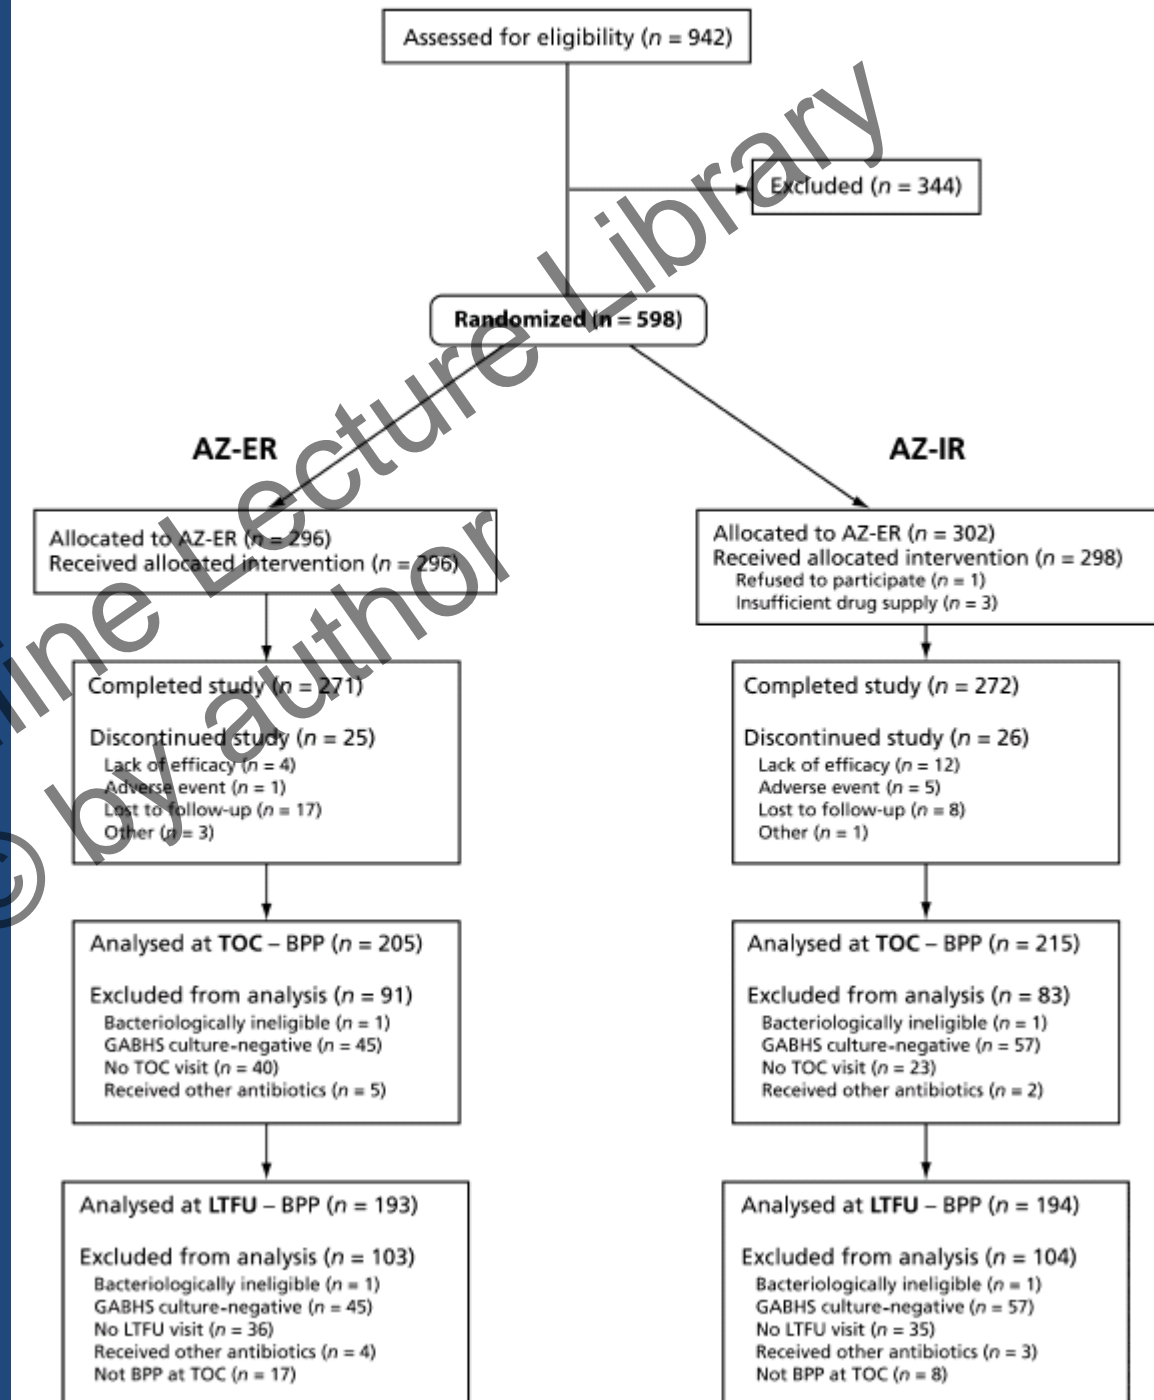 Assessed for eligibility (n = 942)
Excluded (n = 344)
Randomized (n = 598)
AZ-ER
Allocated to AZ-ER (n = 296)
Received allocated intervention (n = 296)
Completed study (n = 271)
Discontinued study (n = 25)
Lack of efficacy (n = 4)
Adverse event (n = 1)
Lost to follow-up (n = 17)
Other (n = 3)
Analysed at TOC – BPP (n = 205)
Excluded from analysis (n = 91)
Bacteriologically ineligible (n = 1)
GABHS culture-negative (n = 45)
No TOC visit (n = 40)
Received other antibiotics (n = 5)
Analysed at LTFU – BPP (n = 193)
Excluded from analysis (n = 103)
Bacteriologically ineligible (n = 1)
GABHS culture-negative (n = 45)
No LTFU visit (n = 36)
Received other antibiotics (n = 4)
Not BPP at TOC (n = 17)
AZ-IR
Allocated to AZ-ER (n = 302)
Received allocated intervention (n = 298)
Refused to participate (n = 1)
Insufficient drug supply (n = 3)
Completed study (n = 272)
Discontinued study (n = 26)
Lack of efficacy (n = 12)
Adverse event (n = 5)
Lost to follow-up (n = 8)
Other (n = 1)
Analysed at TOC – BPP (n = 215)
Excluded from analysis (n = 83)
Bacteriologically ineligible (n = 1)
GABHS culture-negative (n = 57)
No TOC visit (n = 23)
Received other antibiotics (n = 2)
Analysed at LTFU – BPP (n = 194)
Excluded from analysis (n = 104)
Bacteriologically ineligible (n = 1)
GABHS culture-negative (n = 57)
No LTFU visit (n = 35)
Received other antibiotics (n = 3)
Not BPP at TOC (n = 8)
Lecture Library
© by author